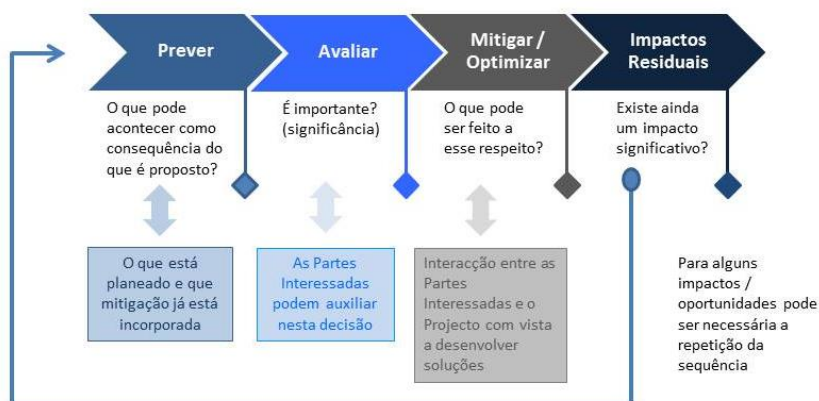 Prever
Avaliar
Mitigar /
Optimizar
Impactos
Residuais
O que pode
acontecer como
consequência do
que é proposto?
É importante?
(significância)
O que pode
ser feito a
esse respeito?
Existe ainda
um impacto
significativo?
O que está
planeado e que
mitigação já está
incorporada
As Partes
Interessadas
podem auxiliar
nesta decisão
Interacção entre as
Partes
Interessadas e o
Projecto com vista
a desenvolver
soluções
Para alguns
impactos /
oportunidades pode
ser necessária a
repetição da
sequência